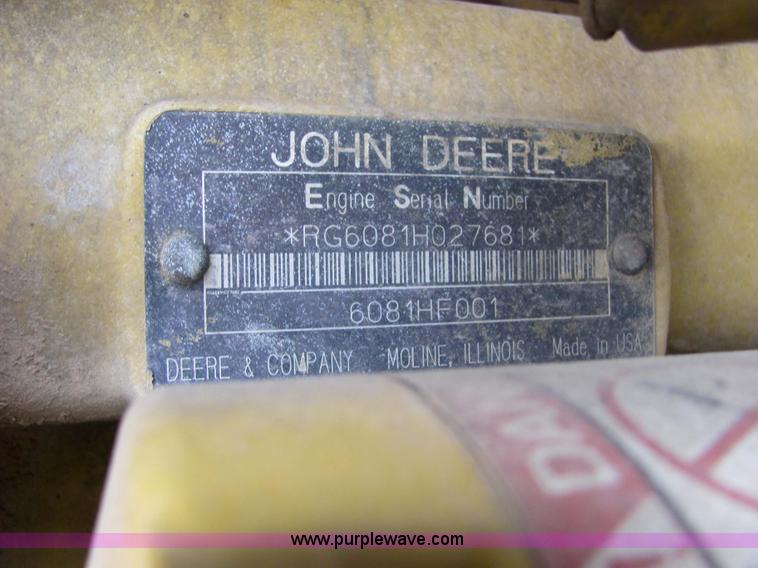 JOHN DEERE
Engine Serial Number
*RG6081H027681*
6081HF001
DEERE & COMPANY MOLINE, ILLINOIS Made in USA
www.purplewave.com